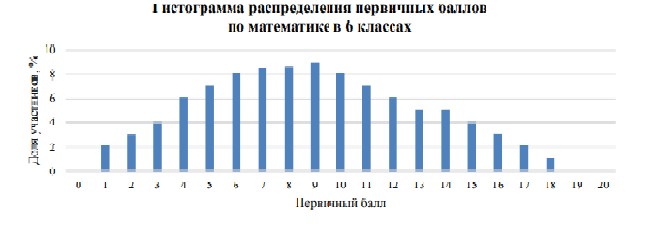 Гистограмма распределения первичных баллов
по математике в 6 классах
Доля участников, %
10
8
6
4
2
0
0 1 2 3 4 5 6 7 8 9 10 11 12 13 14 15 16 17 18 19 20
Первичный балл